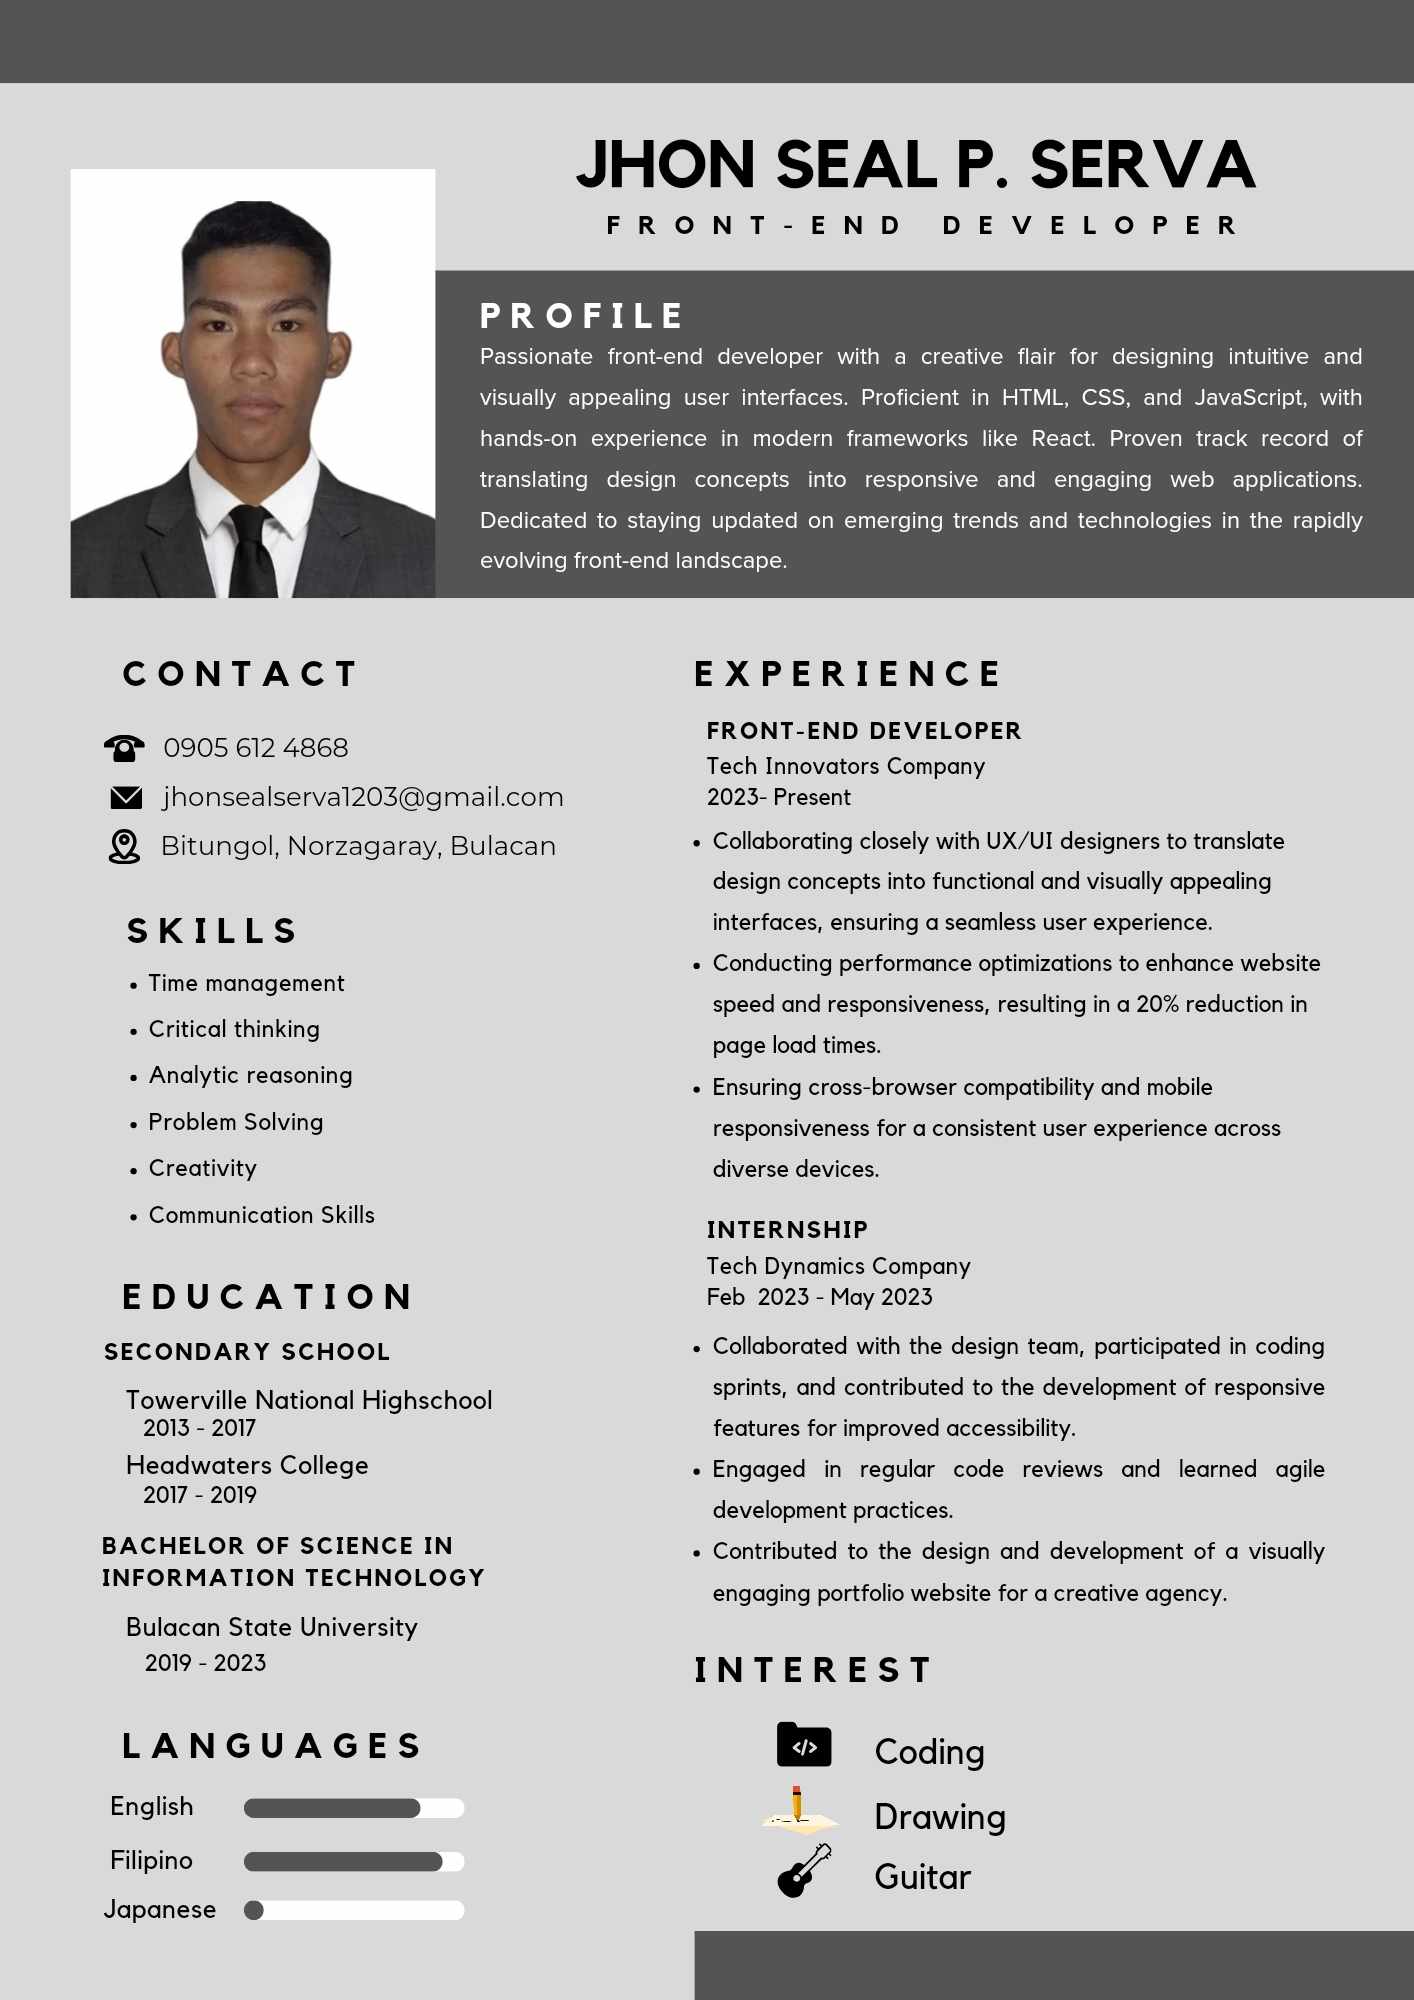 JHON SEAL P. SERVA
FRONT-END DEVELOPER
PROFILE
Passionate front-end developer with a creative flair for designing intuitive and
visually appealing user interfaces. Proficient in HTML, CSS, and JavaScript, with
hands-on experience in modern frameworks like React. Proven track record of
translating design concepts into responsive and engaging web applications.
Dedicated to staying updated on emerging trends and technologies in the rapidly
evolving front-end landscape.
CONTACT
0905 612 4868
jhonsealserva1203@gmail.com
Bitungol, Norzagaray, Bulacan
SKILLS
• Time management
• Critical thinking
• Analytic reasoning
• Problem Solving
• Creativity
• Communication Skills
EDUCATION
SECONDARY SCHOOL
Towerville National Highschool
2013 - 2017
Headwaters College
2017 - 2019
BACHELOR OF SCIENCE IN
INFORMATION TECHNOLOGY
Bulacan State University
2019 - 2023
LANGUAGES
English
Filipino
Japanese
EXPERIENCE
FRONT-END DEVELOPER
Tech Innovators Company
2023- Present
• Collaborating closely with UX/UI designers to translate
design concepts into functional and visually appealing
interfaces, ensuring a seamless user experience.
• Conducting performance optimizations to enhance website
speed and responsiveness, resulting in a 20% reduction in
page load times.
• Ensuring cross-browser compatibility and mobile
responsiveness for a consistent user experience across
diverse devices.
INTERNSHIP
Tech Dynamics Company
Feb 2023 - May 2023
• Collaborated with the design team, participated in coding
sprints, and contributed to the development of responsive
features for improved accessibility.
• Engaged in regular code reviews and learned agile
development practices.
• Contributed to the design and development of a visually
engaging portfolio website for a creative agency.
INTEREST
Coding
Drawing
Guitar